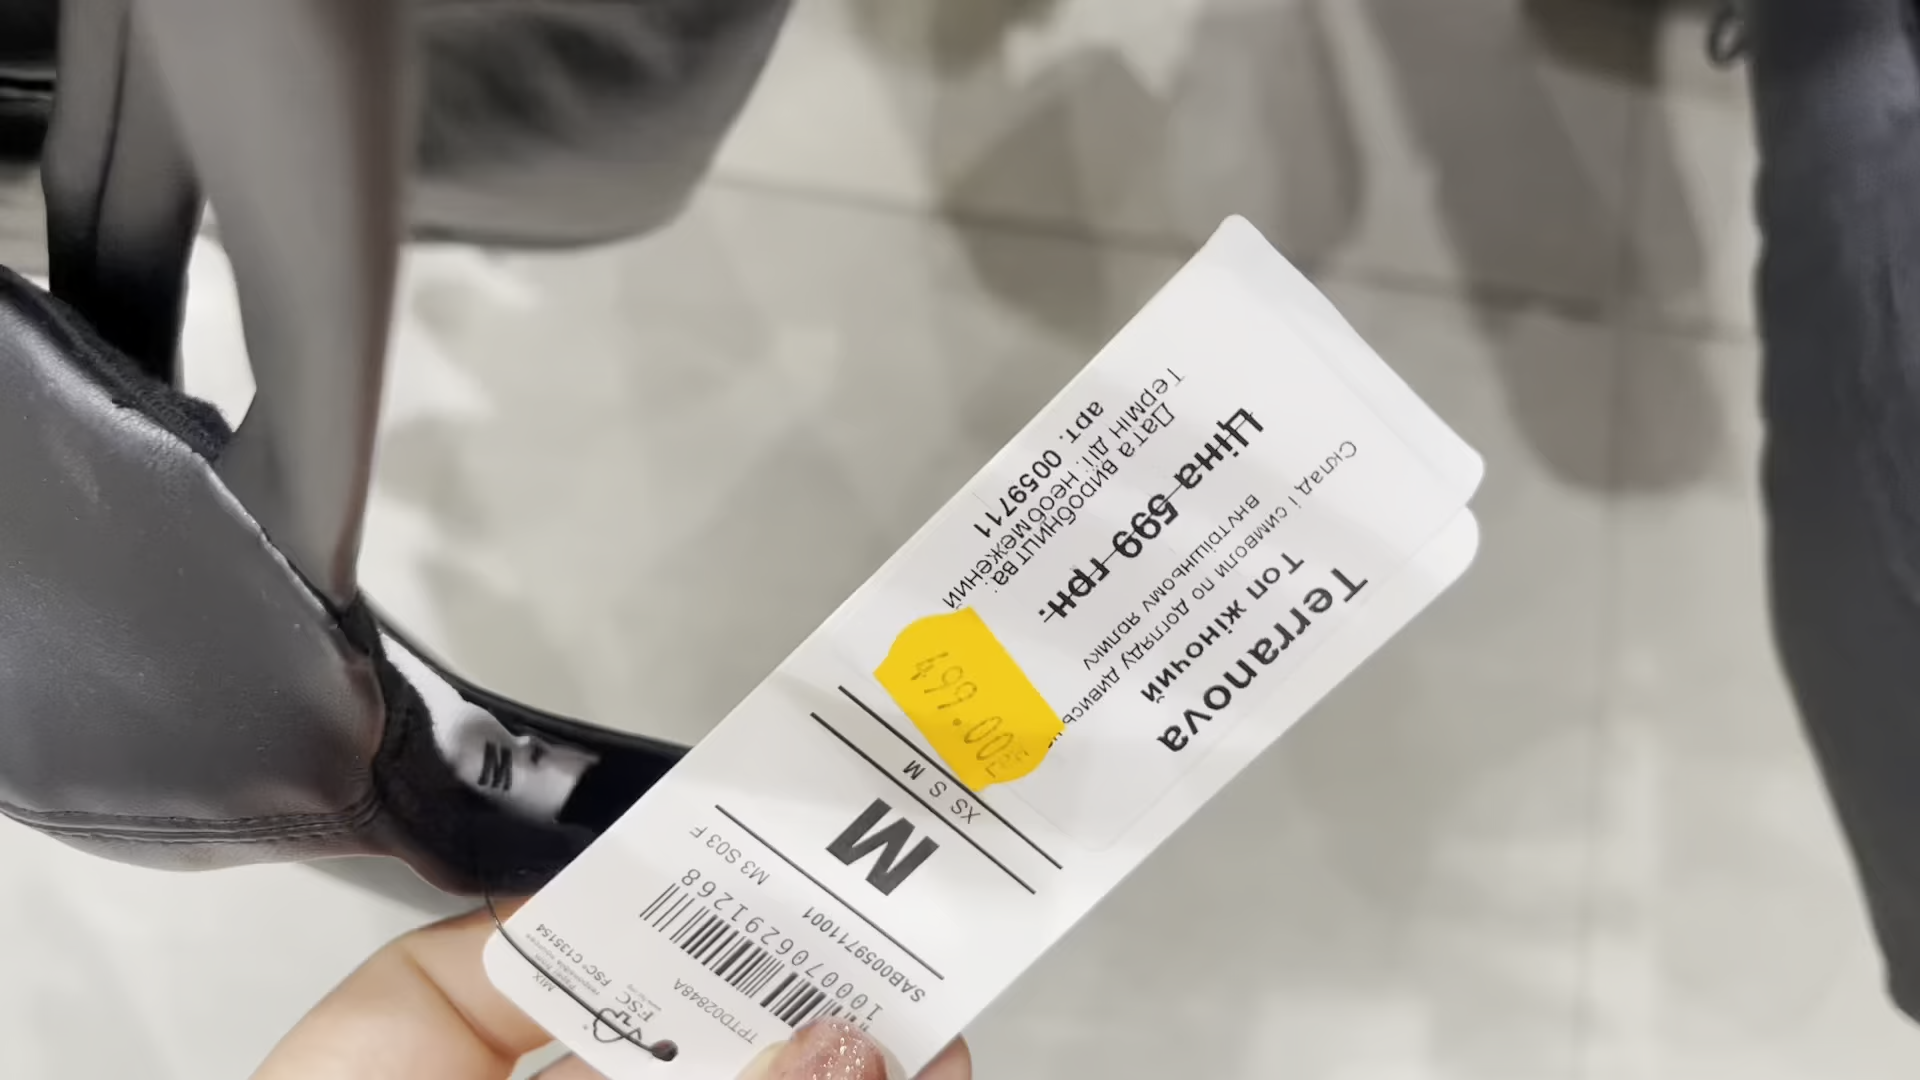 Terranova
Топ жіночий
Склад і символи по догляду дивись на
внутрішньому ярлику
Ціна 599 грн.
Дата виробництва:
Термін дії: необмежений
арт. 0059711
499.00
XS S M
M
M3 S03 F
SAB0059711001
1000706291268
TPTD02848A
FSC
MIX
FSC® C135154
M